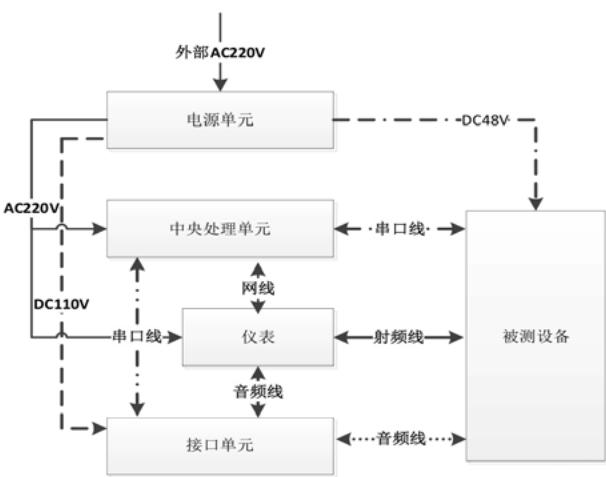 外部AC220V
电源单元
DC48V
AC220V
中央处理单元
串口线
网线
DC110V
串口线
仪表
射频线
被测设备
音频线
接口单元
音频线